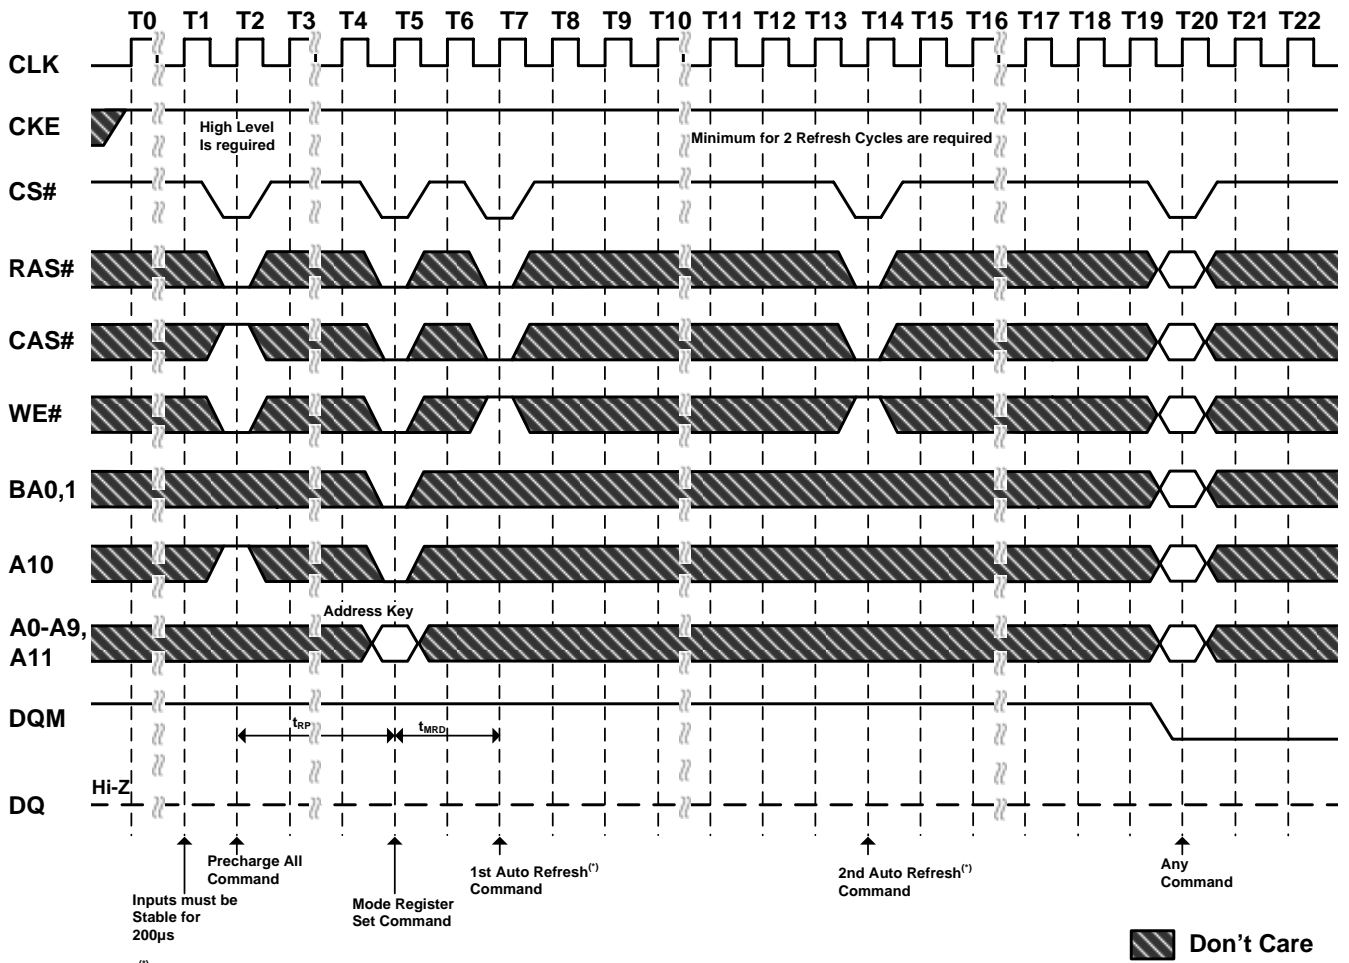 T0 T1 T2 T3 T4 T5 T6 T7 T8 T9 T10 T11 T12 T13 T14 T15 T16 T17 T18 T19 T20 T21 T22
CLK
CKE
High Level
Is reguired
Minimum for 2 Refresh Cycles are required
CS#
RAS#
CAS#
WE#
BA0,1
A10
Address Key
A0-A9,
A11
DQM
tRP
tMRD
Hi-Z
DQ
Precharge All
Command
Inputs must be
Stable for
200µs
Mode Register
Set Command
1st Auto Refresh(*)
Command
2nd Auto Refresh(*)
Command
Any
Command
Don't Care
(*)